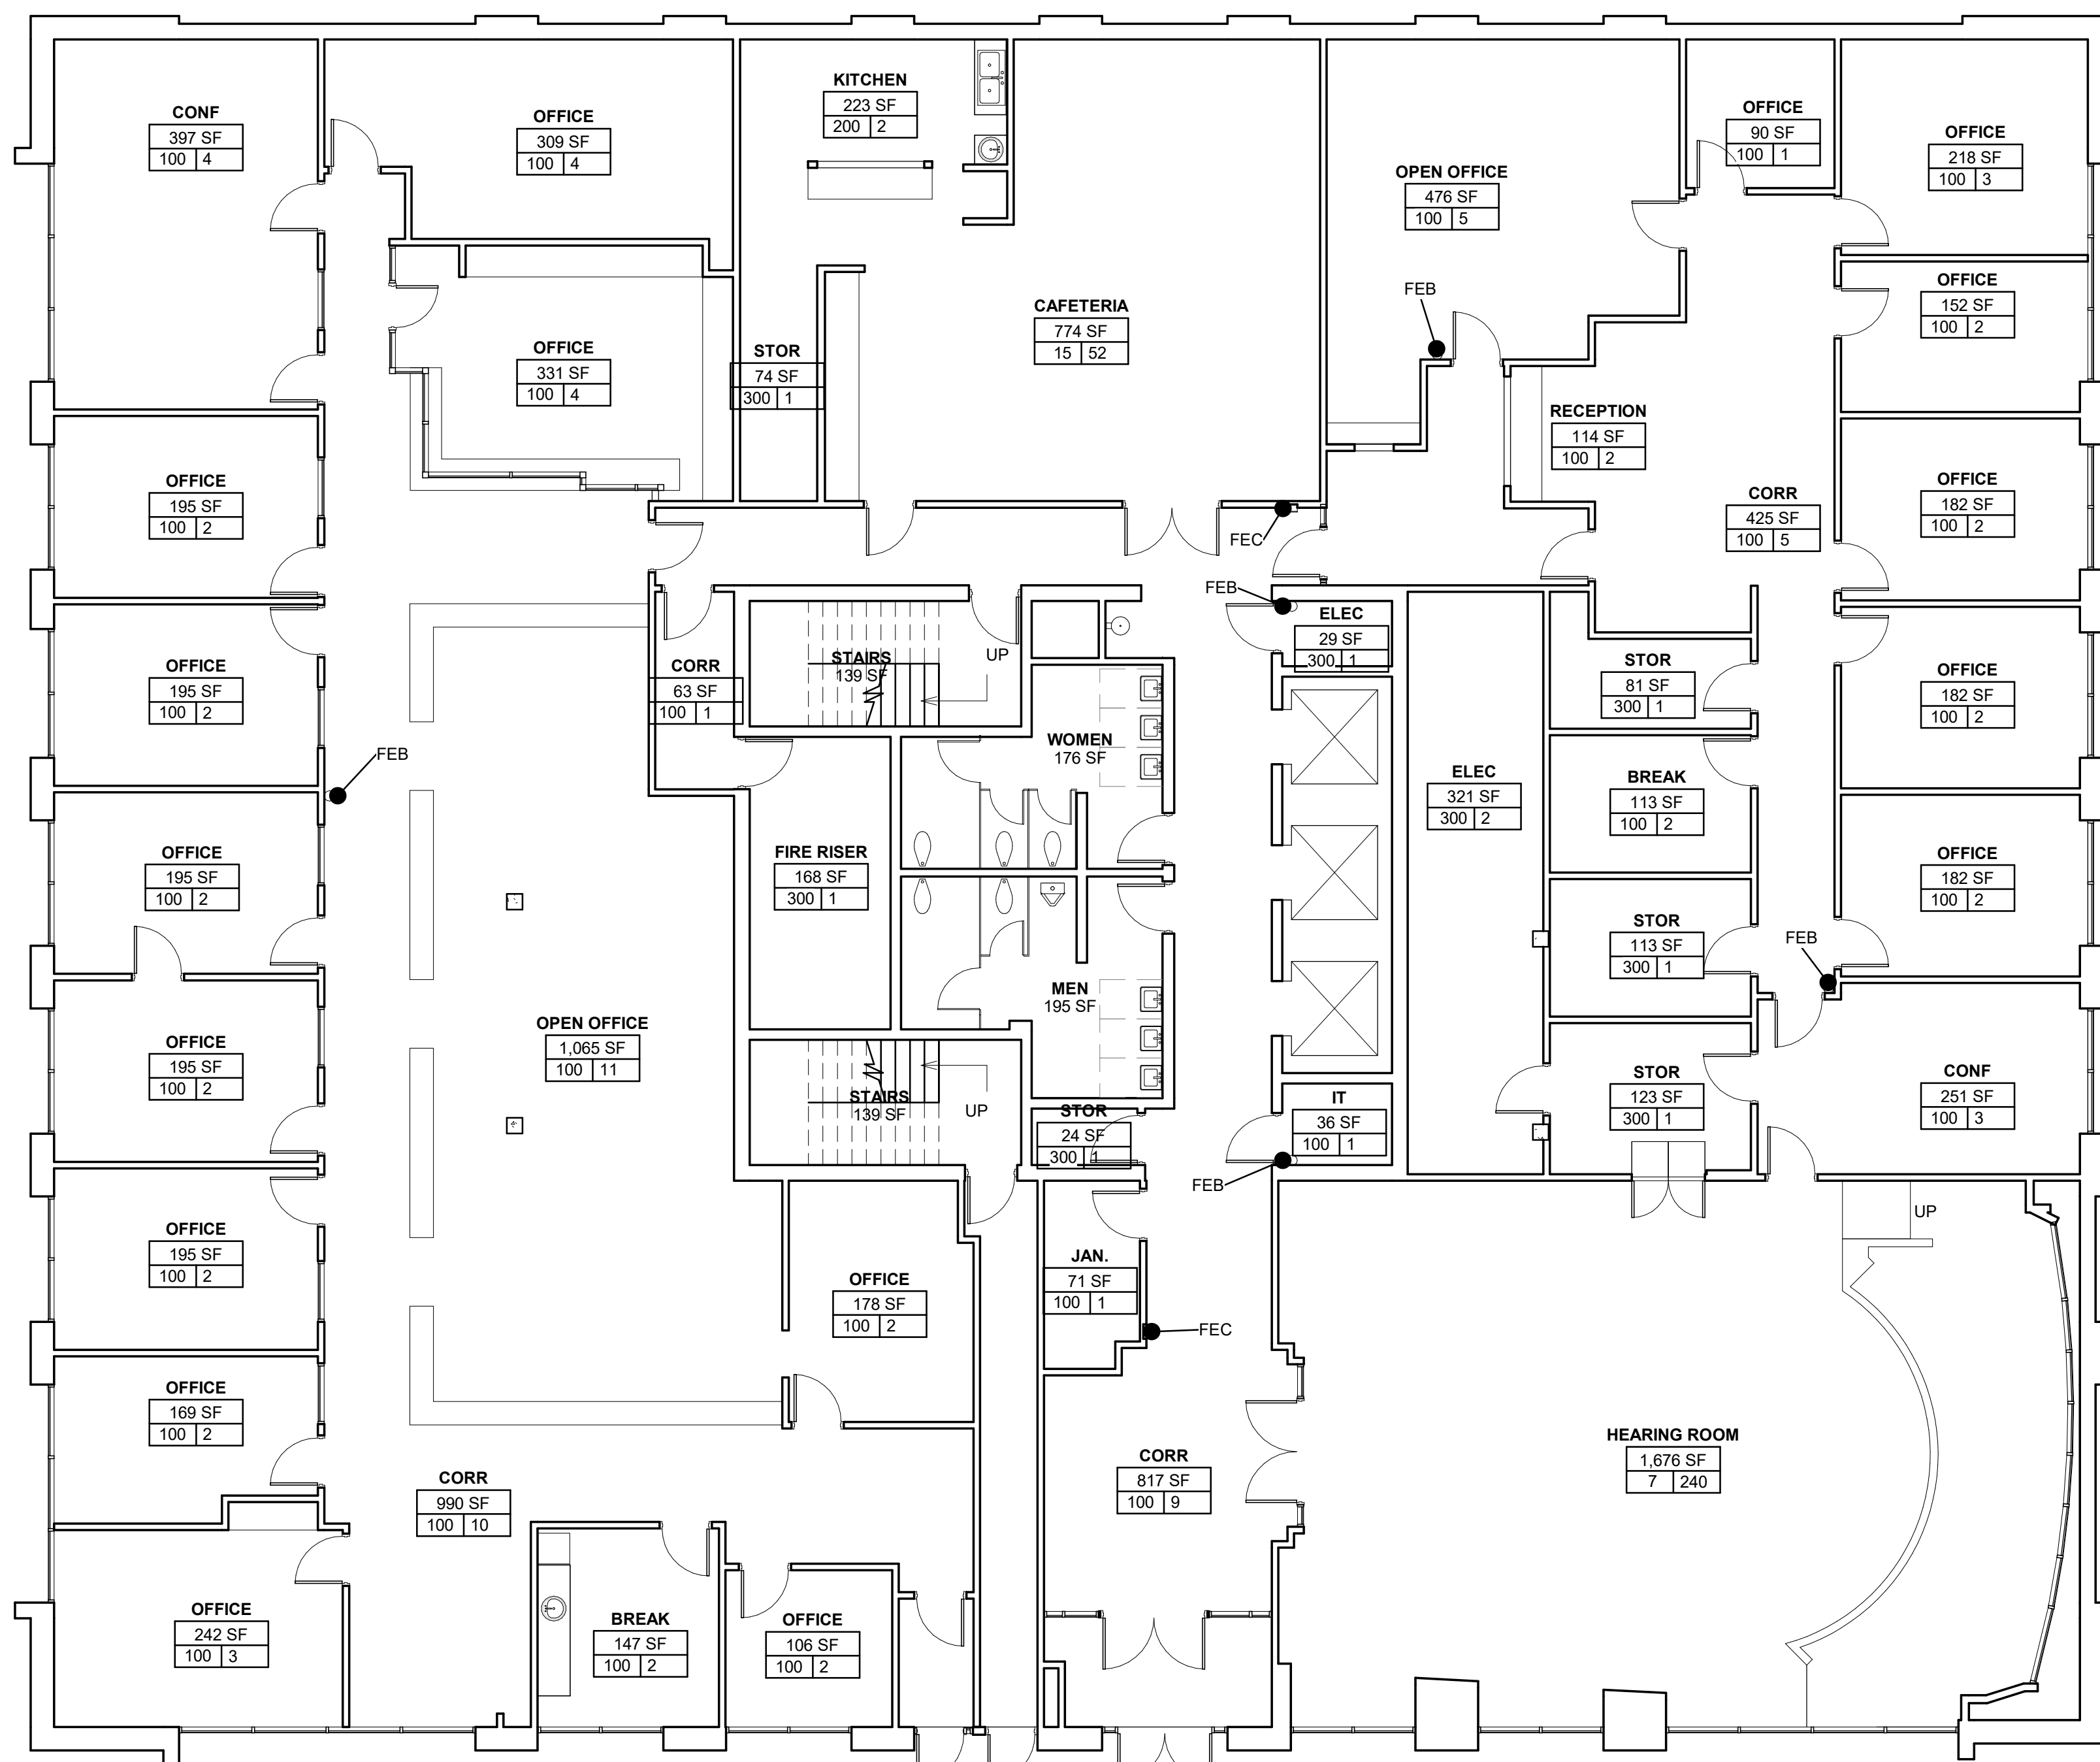 CONF
397 SF
100 4
OFFICE
309 SF
100 4
KITCHEN
223 SF
200 2
OPEN OFFICE
476 SF
100 5
OFFICE
90 SF
100 1
OFFICE
218 SF
100 3
OFFICE
331 SF
100 4
STOR
74 SF
300 1
CAFETERIA
774 SF
15 52
FEB
OFFICE
152 SF
100 2
RECEPTION
114 SF
100 2
OFFICE
195 SF
100 2
FEC
CORR
425 SF
100 5
OFFICE
182 SF
100 2
FEB
OFFICE
195 SF
100 2
CORR
63 SF
100 1
STAIRS
139 SF
UP
ELEC
29 SF
300 1
STOR
81 SF
300 1
OFFICE
182 SF
100 2
FEB
WOMEN
176 SF
ELEC
321 SF
300 2
BREAK
113 SF
100 2
OFFICE
195 SF
100 2
FIRE RISER
168 SF
300 1
OFFICE
182 SF
100 2
STOR
113 SF
300 1
FEB
OPEN OFFICE
1,065 SF
100 11
MEN
195 SF
OFFICE
195 SF
100 2
STAIRS
139 SF
UP
STOR
24 SF
300 1
IT
36 SF
100 1
STOR
123 SF
300 1
CONF
251 SF
100 3
FEB
OFFICE
195 SF
100 2
OFFICE
178 SF
100 2
JAN.
71 SF
100 1
FEC
UP
OFFICE
169 SF
100 2
CORR
990 SF
100 10
CORR
817 SF
100 9
HEARING ROOM
1,676 SF
7 240
OFFICE
242 SF
100 3
BREAK
147 SF
100 2
OFFICE
106 SF
100 2